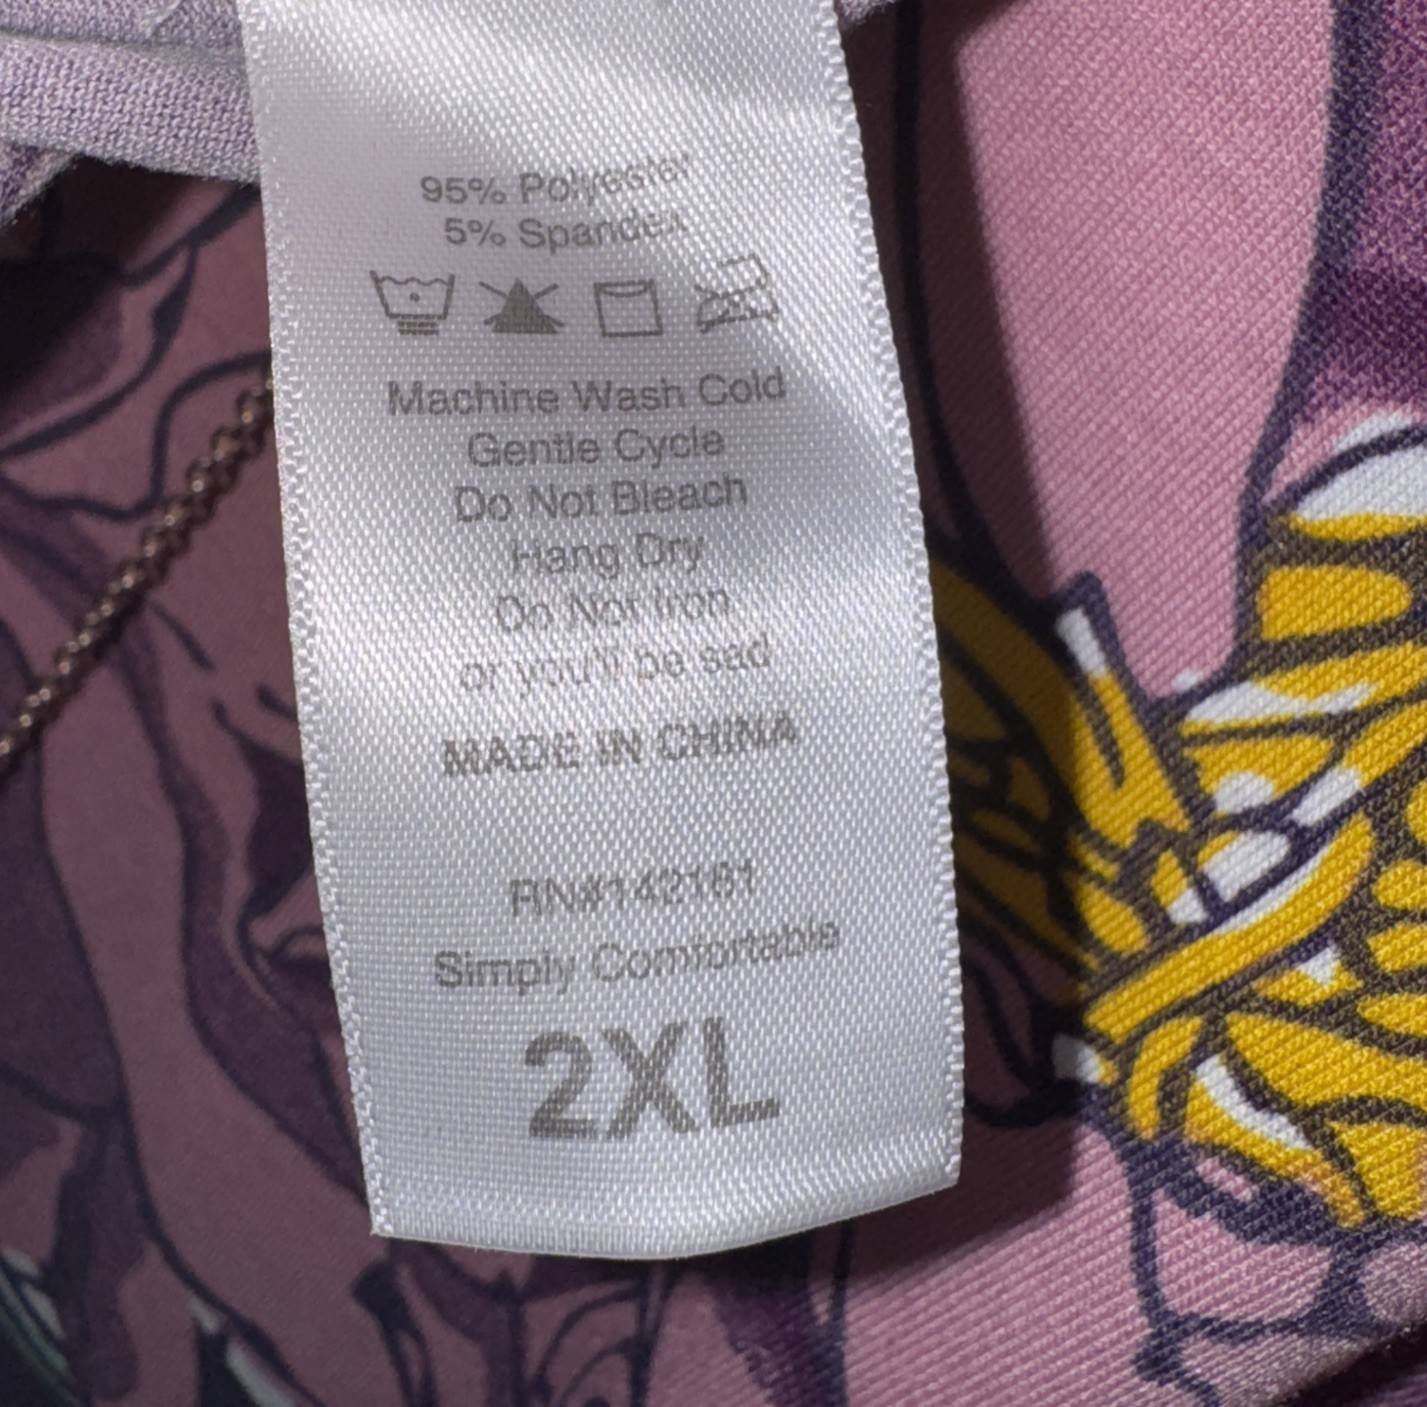 95% Polyester
5% Spandex
Machine Wash Cold
Gentle Cycle
Do Not Bleach
Hang Dry
Do Not Iron
or you'll be sad
MADE IN CHINA
RN#142161
Simply Comfortable
2XL